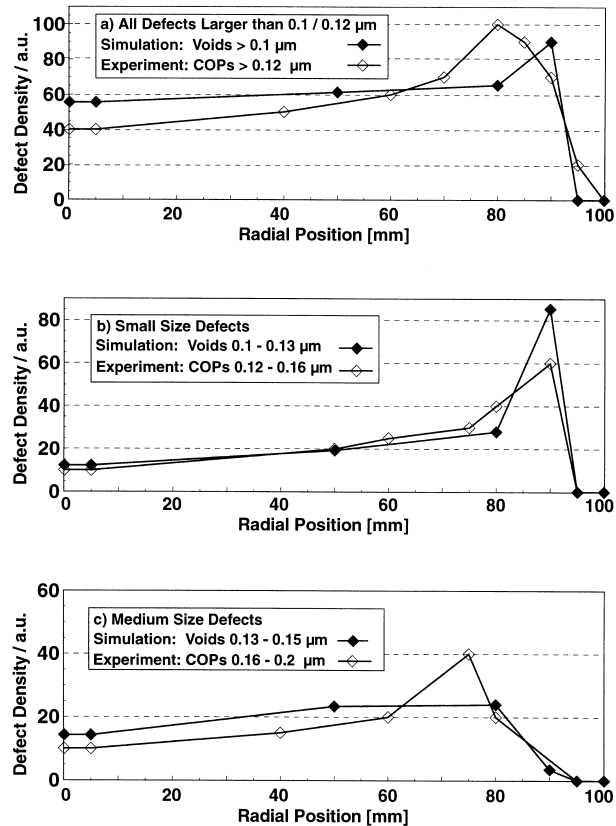 a) All Defects Larger than 0.1 / 0.12 µm
Simulation: Voids > 0.1 µm
Experiment: COPs > 0.12 µm
Defect Density / a.u.
100
80
60
40
20
0
0 20 40 60 80 100
Radial Position [mm]
b) Small Size Defects
Simulation: Voids 0.1 - 0.13 µm
Experiment: COPs 0.12 - 0.16 µm
Defect Density / a.u.
80
60
40
20
0
0 20 40 60 80 100
Radial Position [mm]
c) Medium Size Defects
Simulation: Voids 0.13 - 0.15 µm
Experiment: COPs 0.16 - 0.2 µm
Defect Density / a.u.
60
40
20
0
0 20 40 60 80 100
Radial Position [mm]